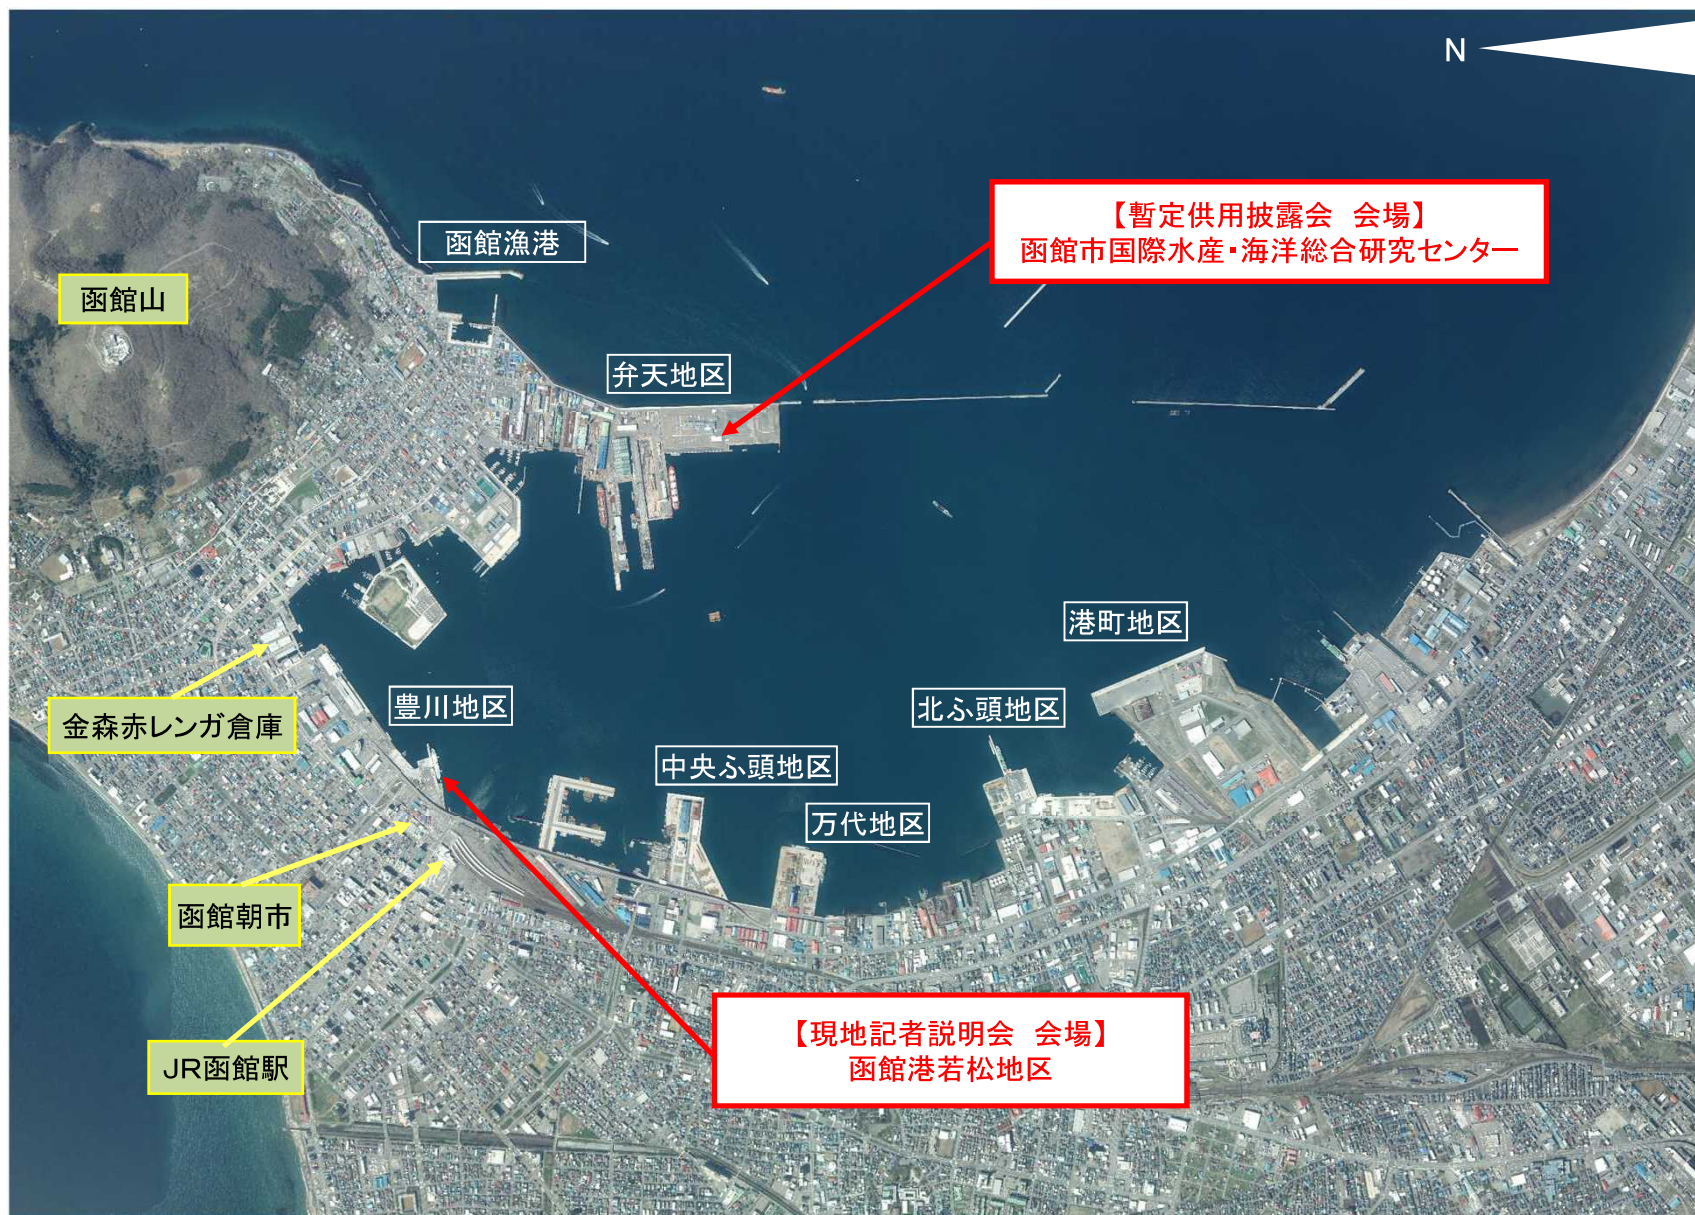 N
【暫定供用披露会　会場】
函館市国際水産・海洋総合研究センター
函館漁港
函館山
弁天地区
港町地区
金森赤レンガ倉庫
豊川地区
北ふ頭地区
中央ふ頭地区
万代地区
函館朝市
JR函館駅
【現地記者説明会　会場】
函館港若松地区